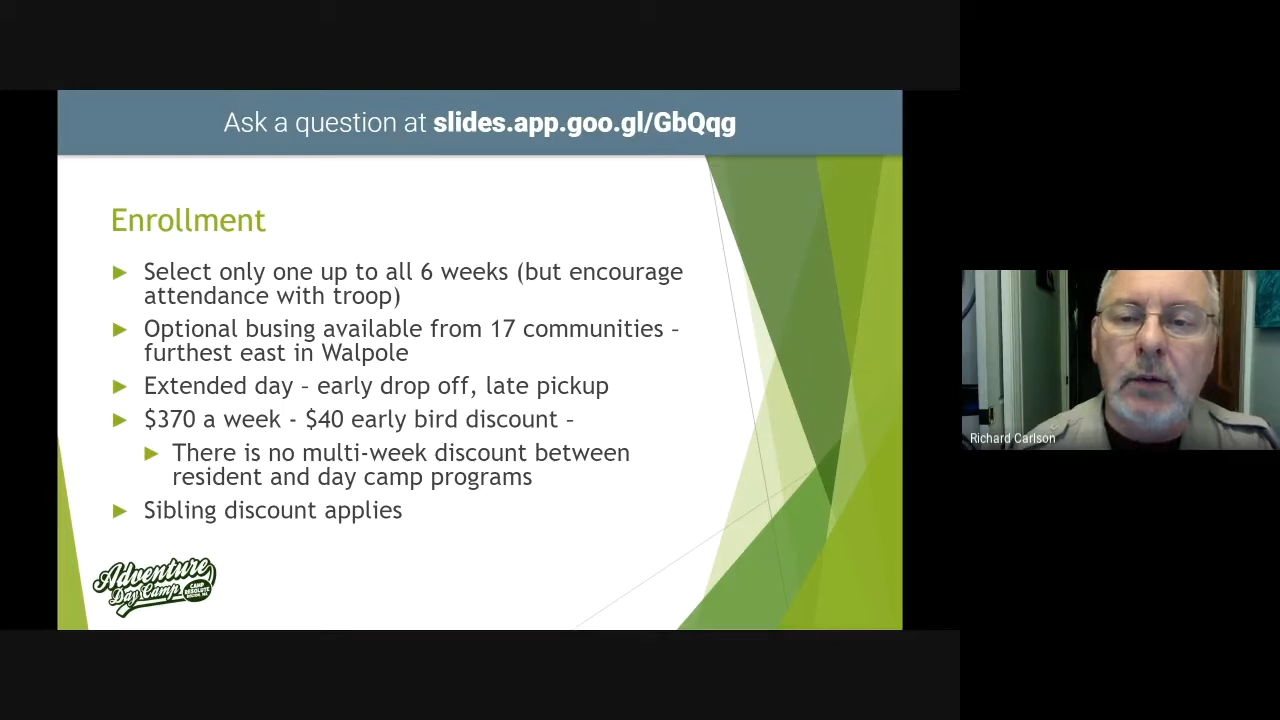 Ask a question at slides.app.goo.gl/GbQqg
Enrollment
Select only one up to all 6 weeks (but encourage
attendance with troop)
Optional busing available from 17 communities –
furthest east in Walpole
Extended day – early drop off, late pickup
$370 a week - $40 early bird discount –
There is no multi-week discount between
resident and day camp programs
Sibling discount applies
Adventure
Day Camp
CAMP
RESOLUTE
Richard Carlson